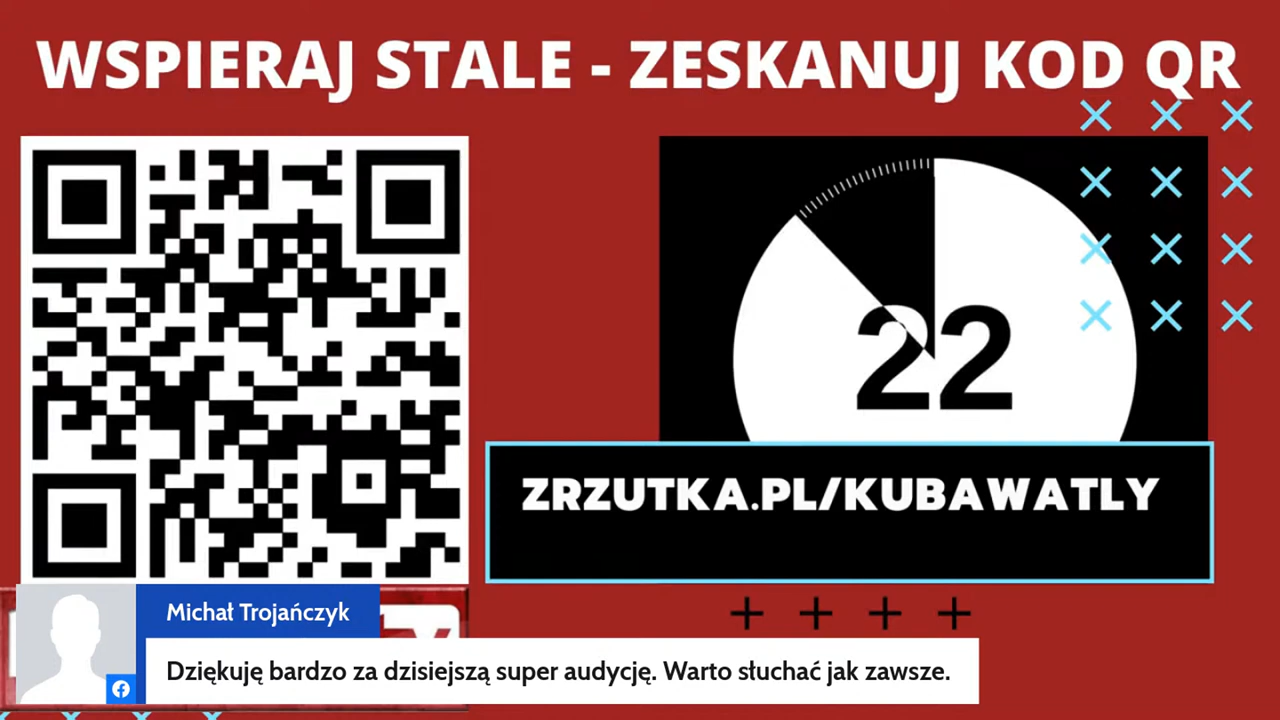 WSPIERAJ STALE - ZESKANUJ KOD QR
22
ZRZUTKA.PL/KUBAWATLY
Michał Trojańczyk
Dziękuję bardzo za dzisiejszą super audycję. Warto słuchać jak zawsze.